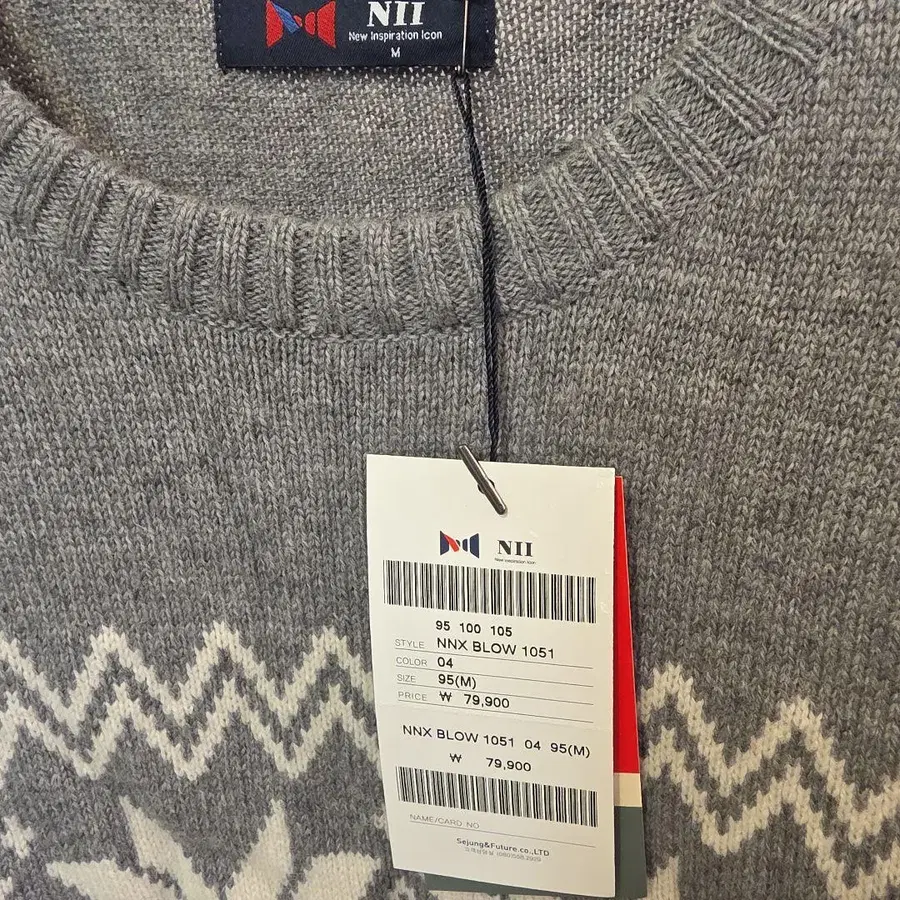 NII
New Inspiration Icon
M
NII
New Inspiration Icon
95 100 105
STYLE NNX BLOW 1051
COLOR 04
SIZE 95(M)
PRICE ₩ 79,900
NNX BLOW 1051 04 95(M)
₩ 79,900
NAME/CARD NO
Sejung&Future.co.,LTD